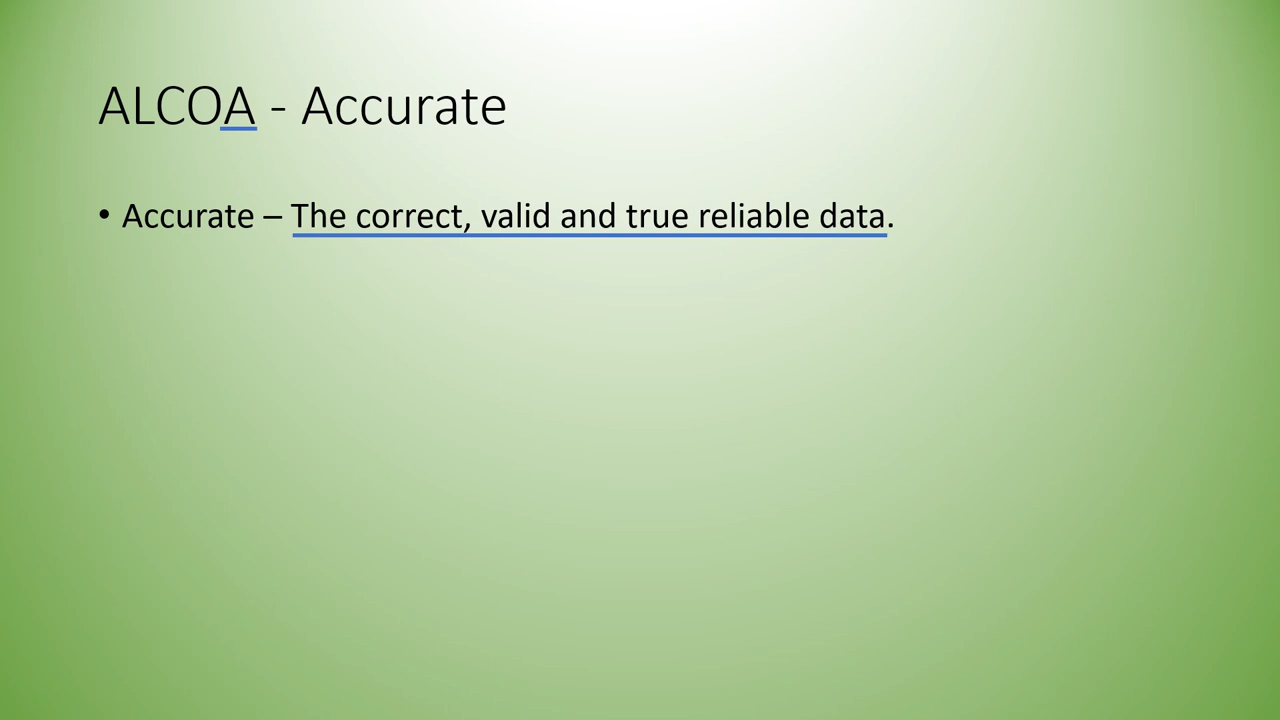 ALCOA - Accurate
• Accurate – The correct, valid and true reliable data.